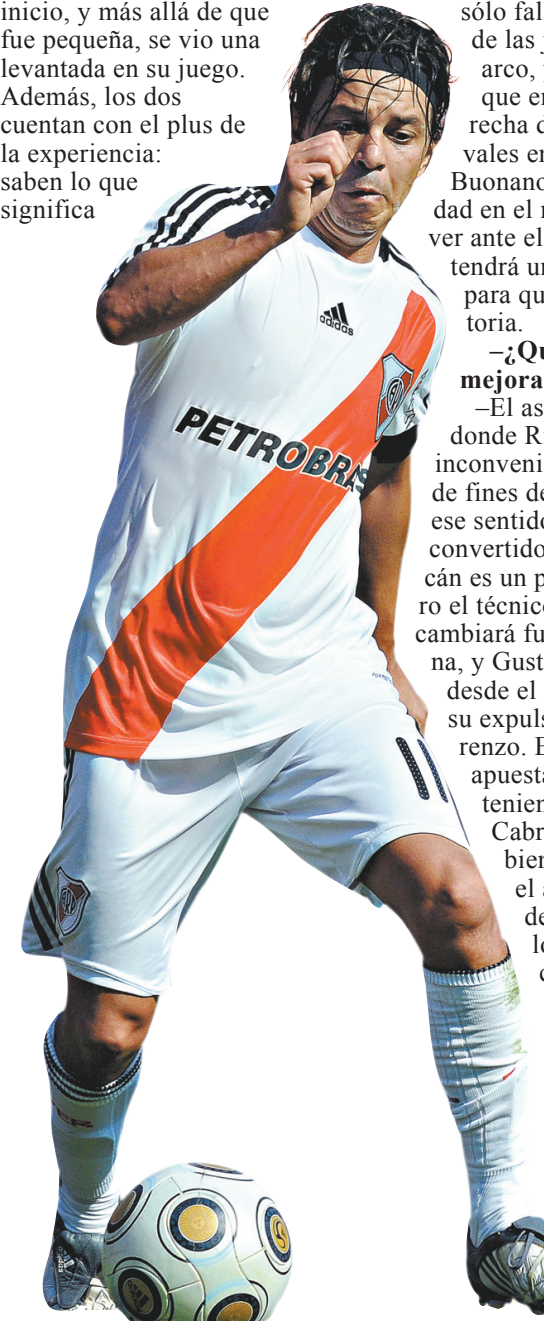 inicio, y más allá de que
fue pequeña, se vio una
levantada en su juego.
Además, los dos
cuentan con el plus de
la experiencia:
saben lo que
significa
adidas
PETROBRAS
11
sólo fal
de las
arco,
que en
recha d
vales en
Buonano
dad en el
ver ante el
tendrá un
para qu
toria.
–¿Qu
mejora
–El as
donde R
inconveni
de fines de
ese sentido
convertido
cán es un p
ro el técnico
cambiará fu
na, y Gust
desde el
su expuls
renzo. E
apuesta
tenien
Cabr
bien
el a
de
lo
c